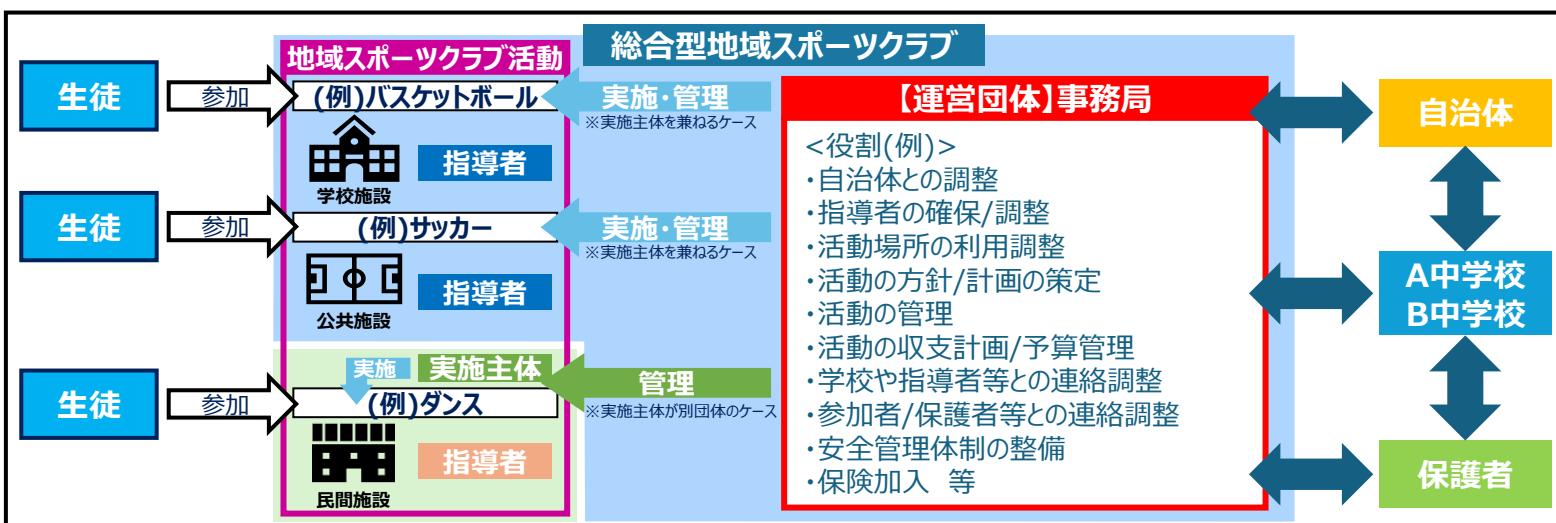 総合型地域スポーツクラブ
地域スポーツクラブ活動
生徒
参加
(例)バスケットボール
実施・管理
※実施主体を兼ねるケース
学校施設
指導者
生徒
参加
(例)サッカー
実施・管理
※実施主体を兼ねるケース
公共施設
指導者
実施
実施主体
生徒
参加
(例)ダンス
管理
※実施主体が別団体のケース
民間施設
指導者
【運営団体】事務局
<役割(例)>
・自治体との調整
・指導者の確保/調整
・活動場所の利用調整
・活動の方針/計画の策定
・活動の管理
・活動の収支計画/予算管理
・学校や指導者等との連絡調整
・参加者/保護者等との連絡調整
・安全管理体制の整備
・保険加入 等
自治体
A中学校
B中学校
保護者